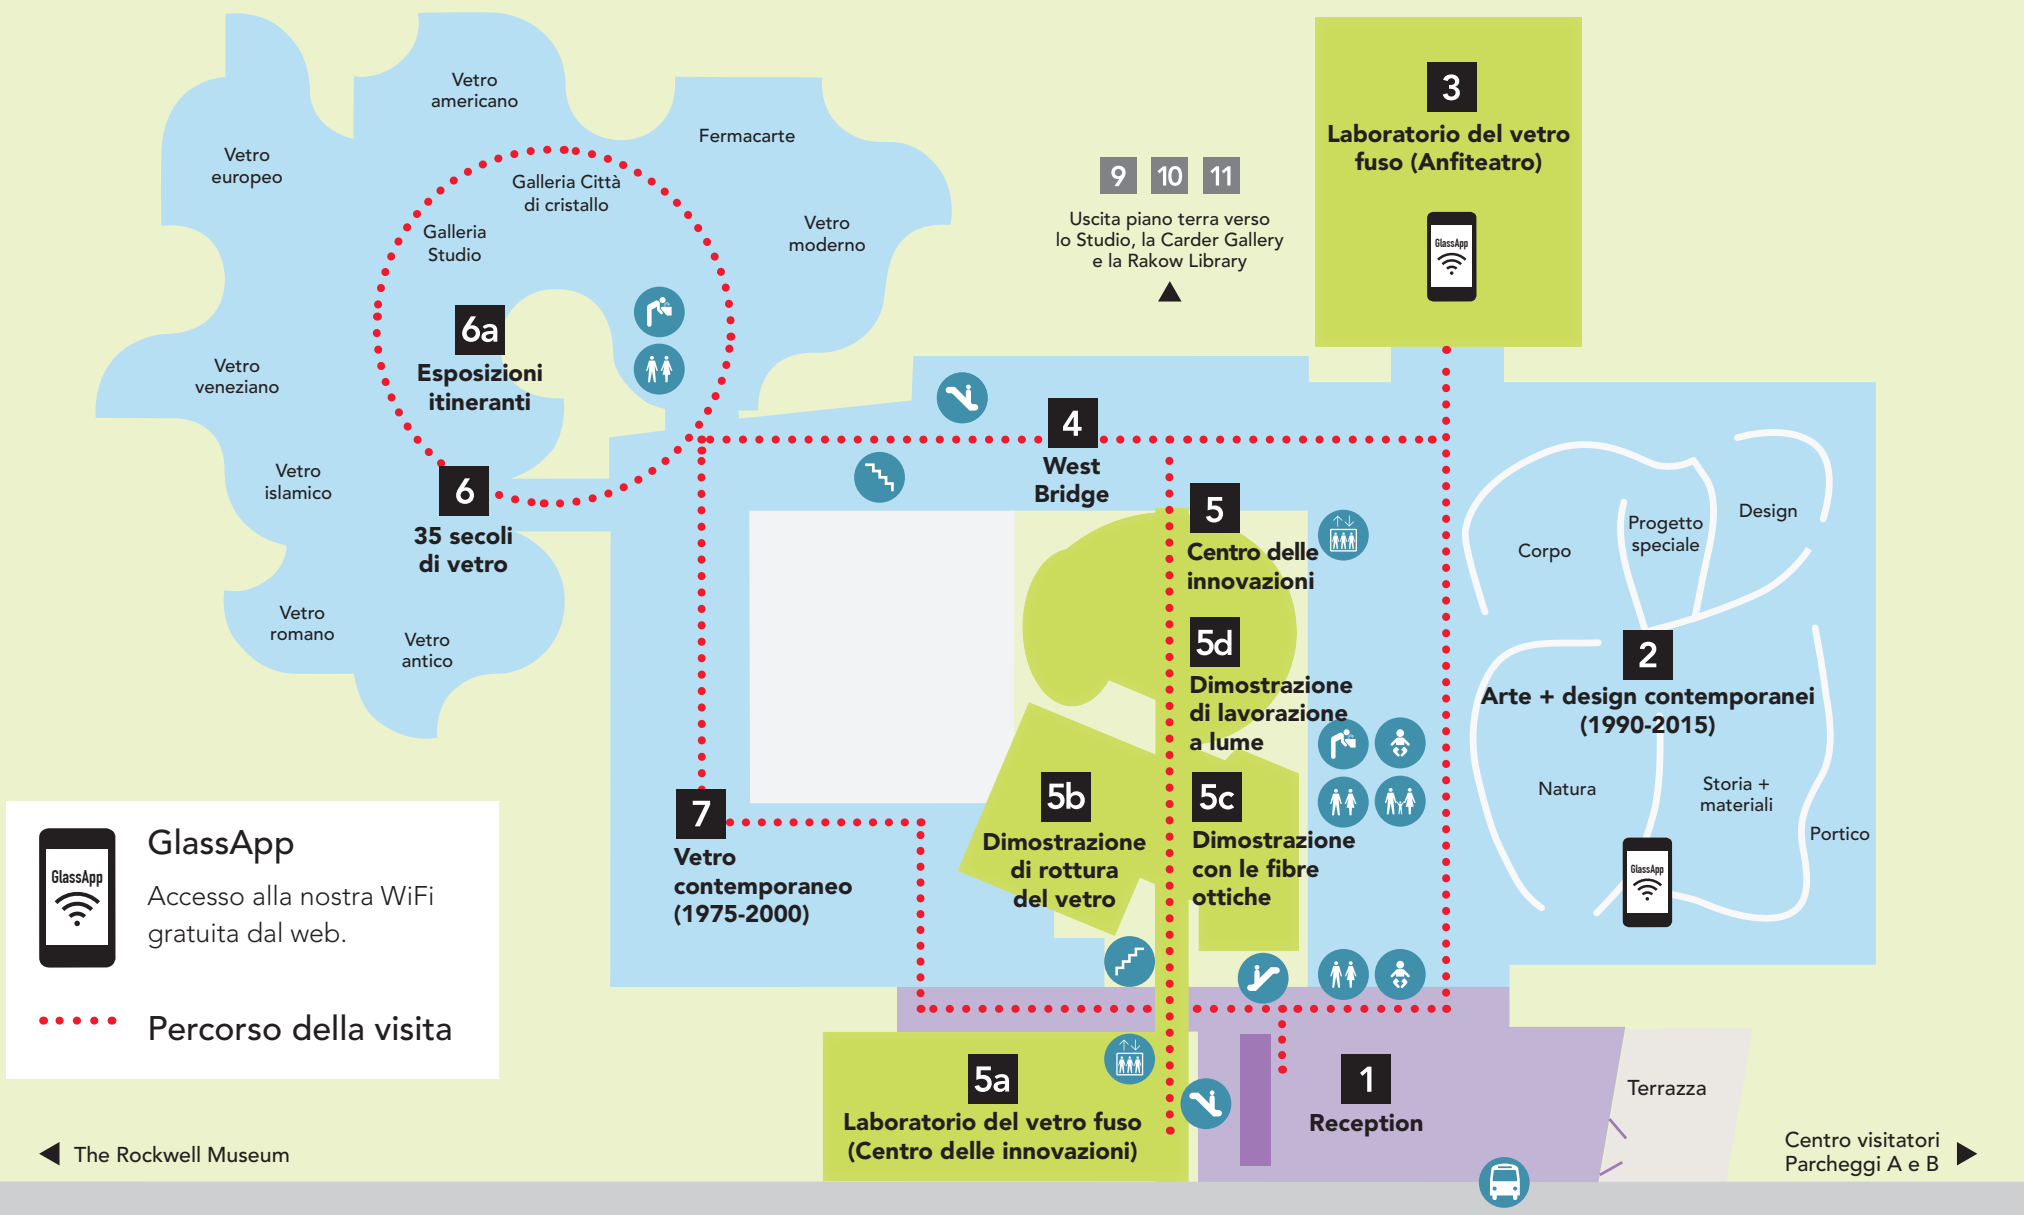 Vetro
americano
Vetro
europeo
Fermacarte
Galleria Città
di cristallo
Galleria
Studio
Vetro
moderno
6a
Esposizioni
itineranti
Vetro
veneziano
Vetro
islamico
6
35 secoli
di vetro
Vetro
romano
Vetro
antico
9 10 11
Uscita piano terra verso
lo Studio, la Carder Gallery
e la Rakow Library
3
Laboratorio del vetro
fuso (Anfiteatro)
GlassApp
4
West
Bridge
5
Centro delle
innovazioni
5d
Dimostrazione
di lavorazione
a lume
5b
Dimostrazione
di rottura
del vetro
5c
Dimostrazione
con le fibre
ottiche
Corpo
Progetto
speciale
Design
2
Arte + design contemporanei
(1990-2015)
Natura
Storia +
materiali
Portico
GlassApp
7
Vetro
contemporaneo
(1975-2000)
5a
Laboratorio del vetro fuso
(Centro delle innovazioni)
1
Reception
Terrazza
GlassApp
GlassApp
Accesso alla nostra WiFi
gratuita dal web.
Percorso della visita
The Rockwell Museum
Centro visitatori
Parcheggi A e B